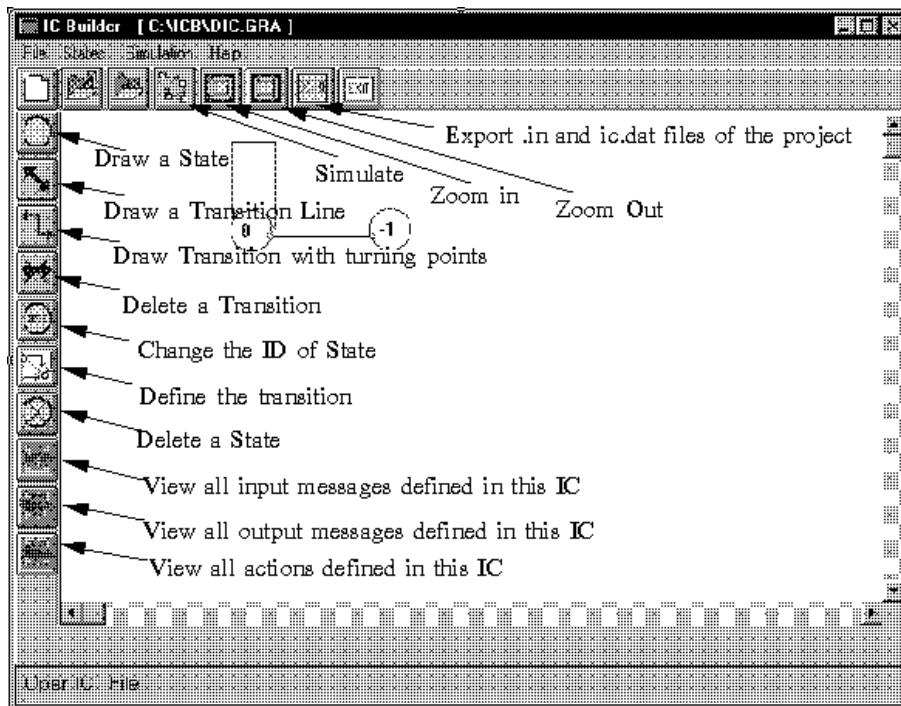 IC Builder [ C:\ICB\DIC.GRA ]
File States Simulation Help
EXIT
Export .in and ic.dat files of the project
Draw a State
Simulate
Zoom in
Zoom Out
Draw a Transition Line
0
-1
Draw Transition with turning points
Delete a Transition
Change the ID of State
Define the transition
Delete a State
View all input messages defined in this IC
View all output messages defined in this IC
View all actions defined in this IC
Open IC File